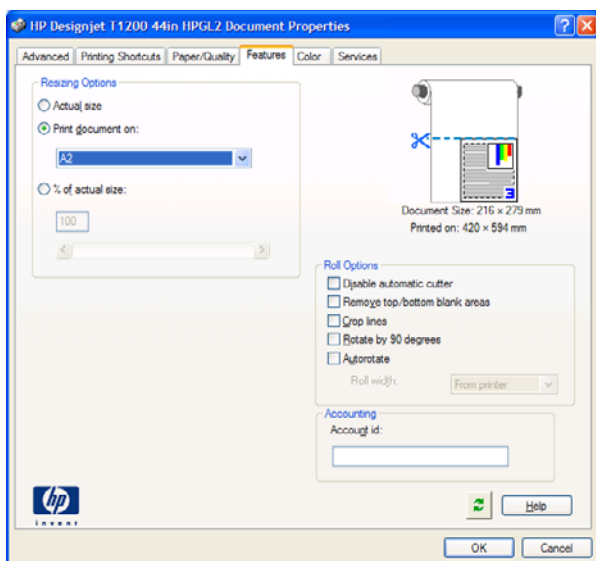 HP Designjet T1200 44in HPGL2 Document Properties
Advanced Printing Shortcuts Paper/Quality Features Color Services
Resizing Options
Actual size
Print document on:
A2
% of actual size:
100
3
Document Size: 216 × 279 mm
Printed on: 420 × 594 mm
Roll Options
Disable automatic cutter
Remove top/bottom blank areas
Crop lines
Rotate by 90 degrees
Autorotate
Roll width: From printer
Accounting
Account id:
hp
invent
Help
OK Cancel